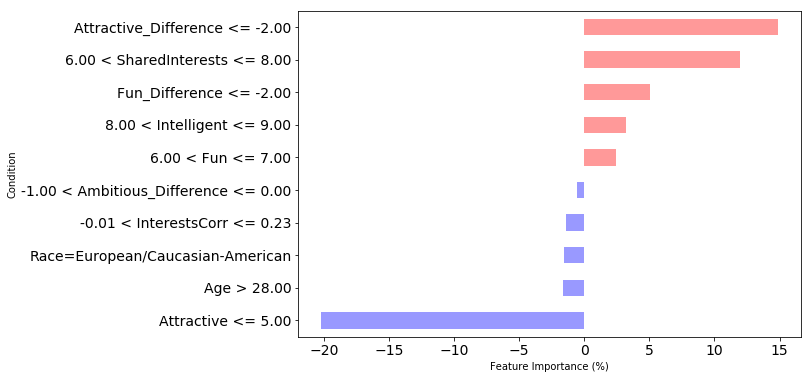 Attractive_Difference <= -2.00
6.00 < SharedInterests <= 8.00
Fun_Difference <= -2.00
8.00 < Intelligent <= 9.00
6.00 < Fun <= 7.00
-1.00 < Ambitious_Difference <= 0.00
-0.01 < InterestsCorr <= 0.23
Race=European/Caucasian-American
Age > 28.00
Attractive <= 5.00
Condition
−20 −15 −10 −5 0 5 10 15
Feature Importance (%)